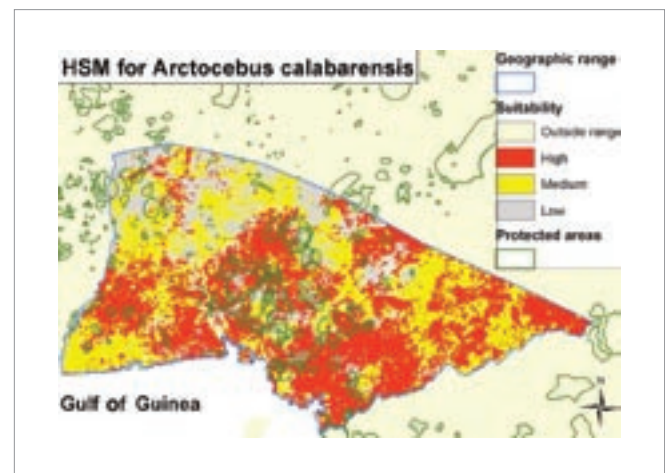 HSM for Arctocebus calabarensis
Geographic range
Suitability
Outside range
High
Medium
Low
Protected areas
Gulf of Guinea
N